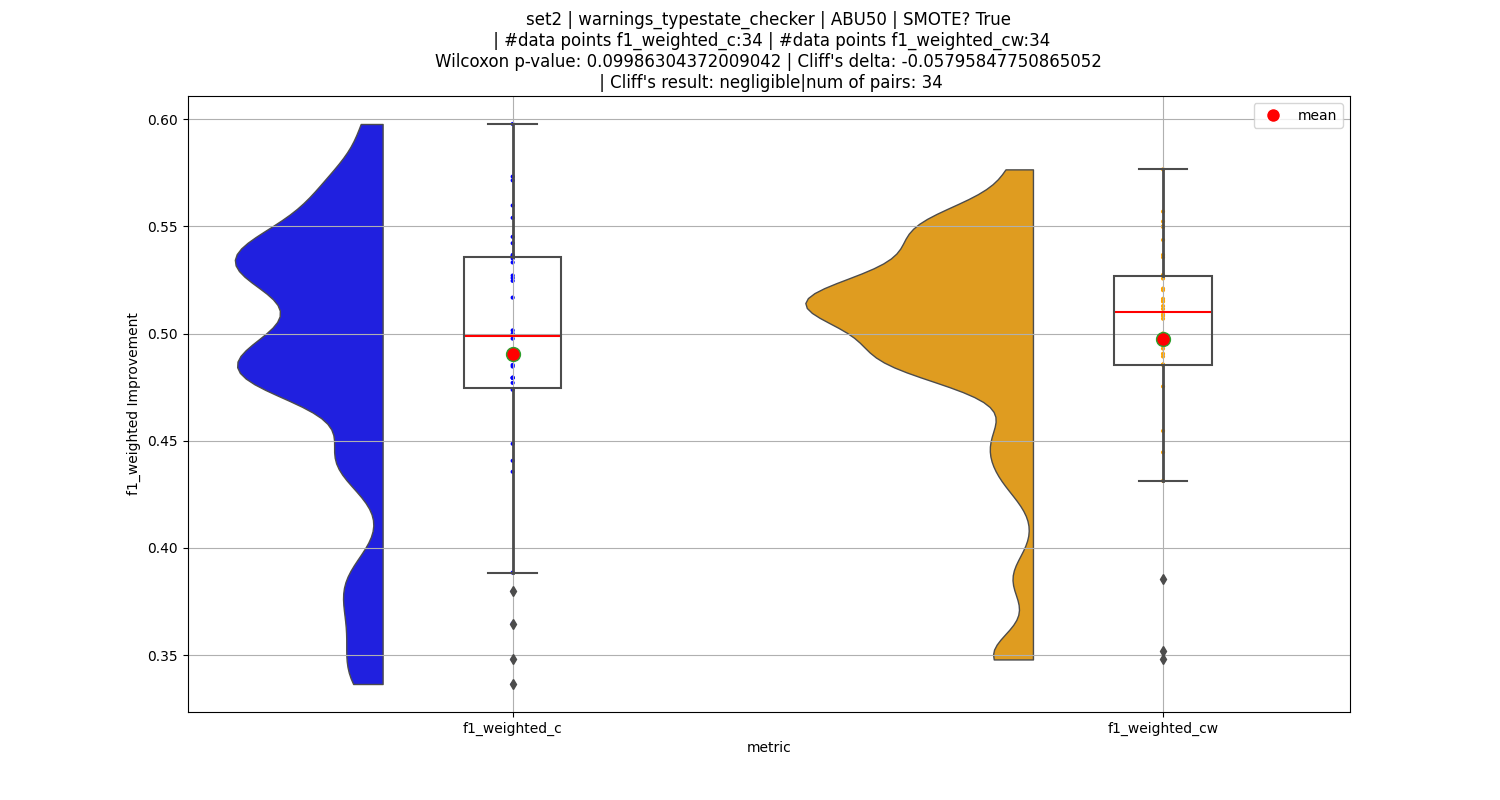 set2 | warnings_typestate_checker | ABU50 | SMOTE? True
| #data points f1_weighted_c:34 | #data points f1_weighted_cw:34
Wilcoxon p-value: 0.09986304372009042 | Cliff's delta: -0.05795847750865052
| Cliff's result: negligible|num of pairs: 34
mean
0.60
0.55
0.50
0.45
0.40
0.35
f1_weighted Improvement
f1_weighted_c
f1_weighted_cw
metric